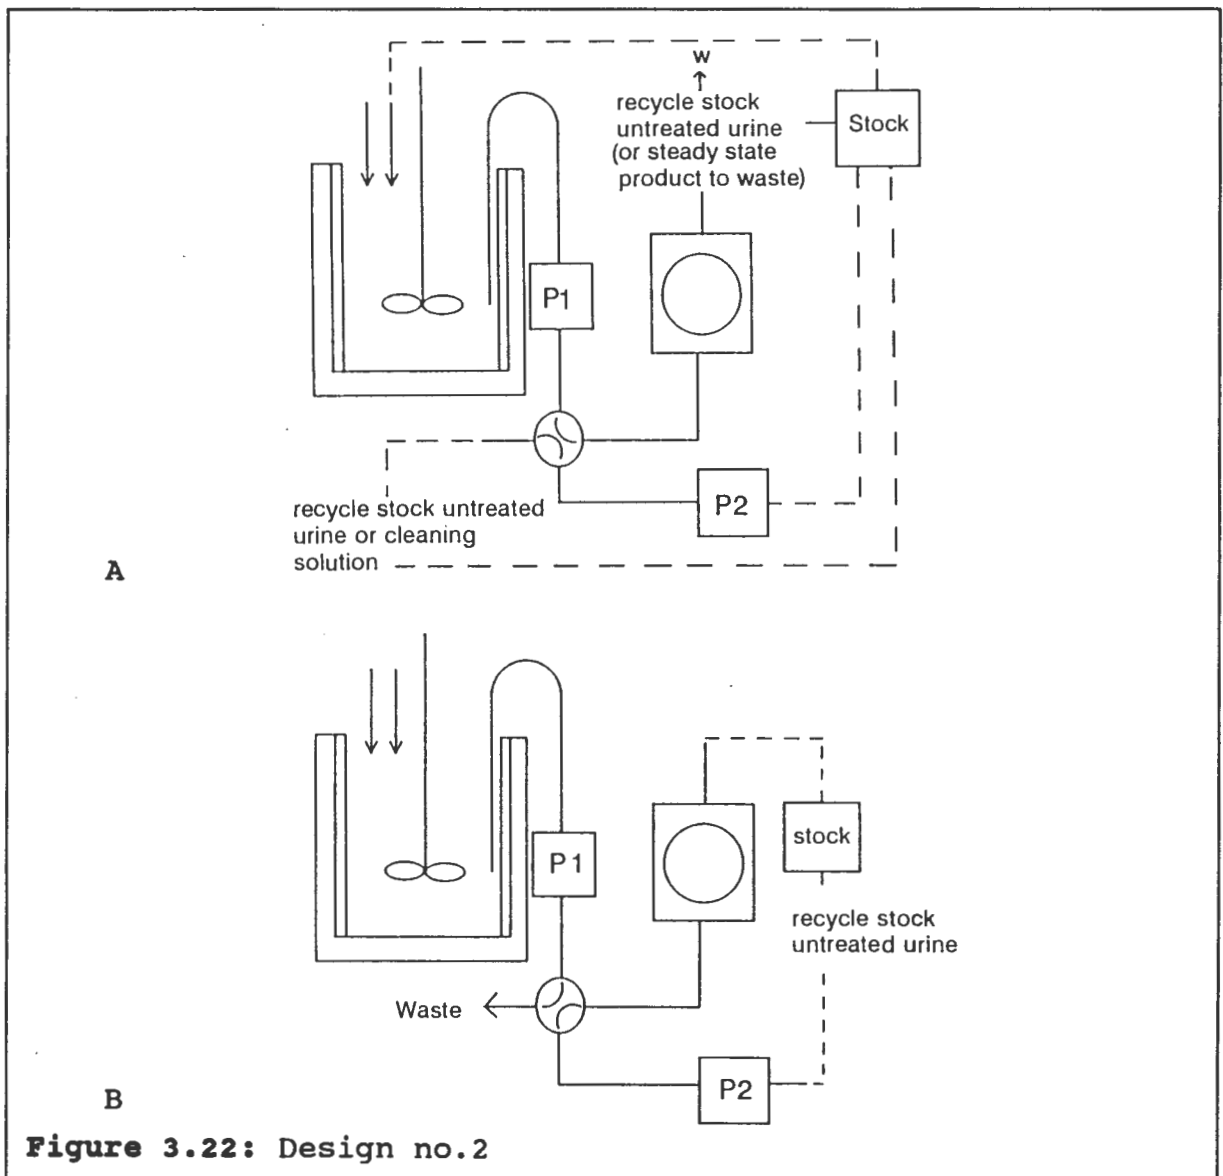 w
recycle stock
untreated urine
(or steady state
product to waste)
Stock
P1
P2
recycle stock untreated
urine or cleaning
solution
A
P1
stock
recycle stock
untreated urine
Waste
P2
B
Figure 3.22: Design no.2